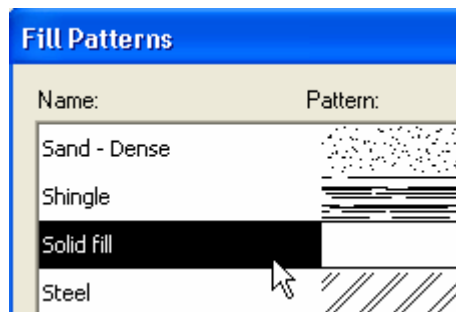 Fill Patterns
Name: Pattern:
Sand - Dense
Shingle
Solid fill
Steel